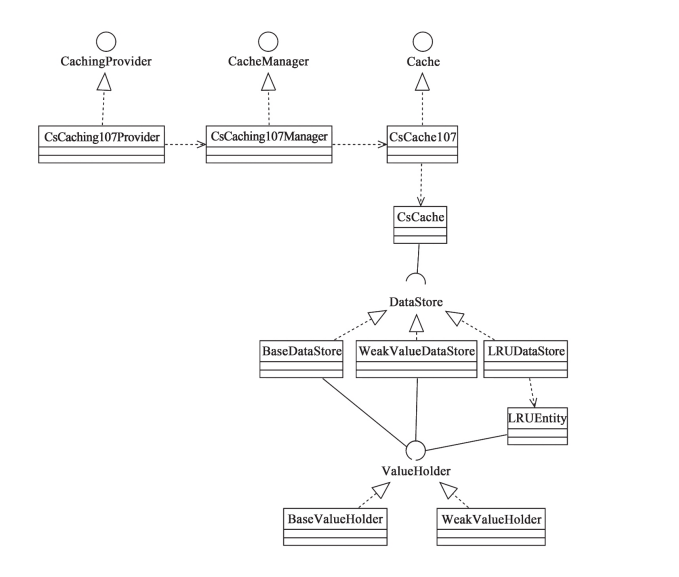 CachingProvider
CacheManager
Cache
CsCaching107Provider
CsCaching107Manager
CsCache107
CsCache
DataStore
BaseDataStore
WeakValueDataStore
LRUDataStore
LRUEntity
ValueHolder
BaseValueHolder
WeakValueHolder